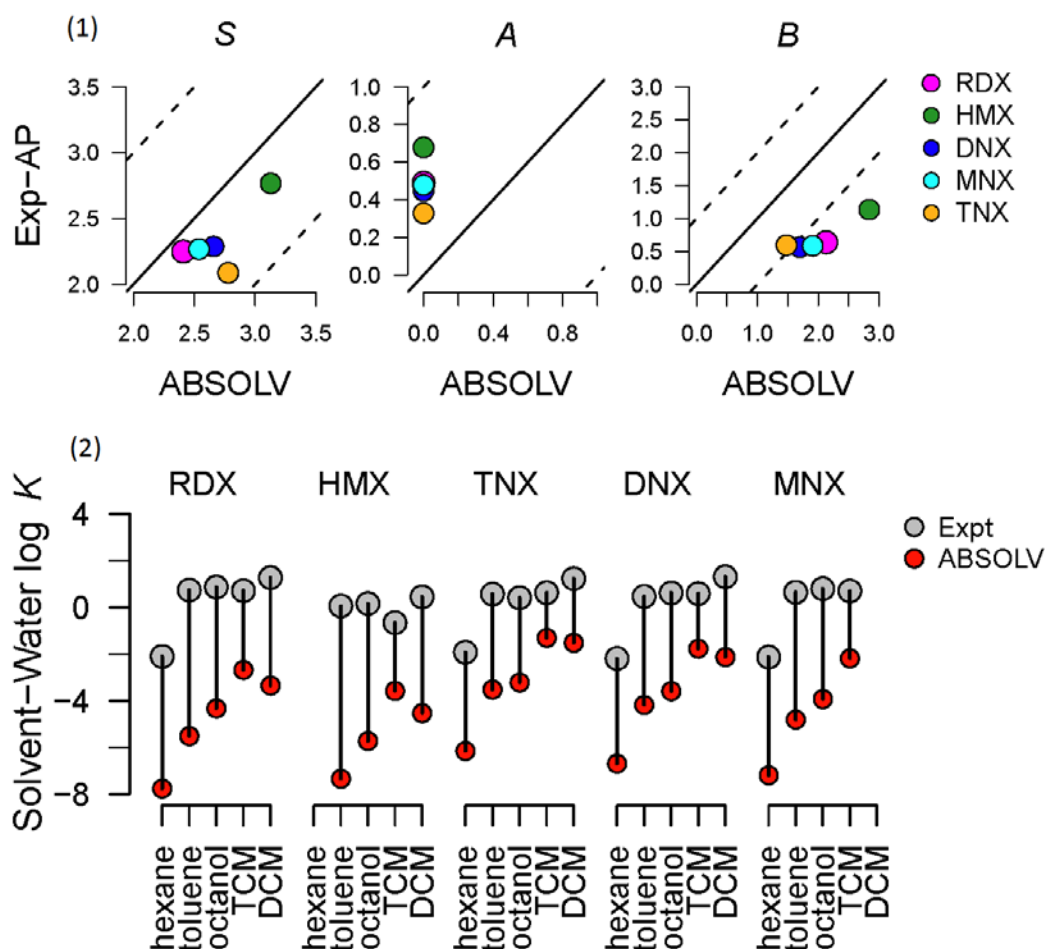 (1)
S A B
Exp-AP
3.5
3.0
2.5
2.0
2.0 2.5 3.0 3.5
ABSOLV
1.0
0.8
0.6
0.4
0.2
0.0
0.0 0.4 0.8
ABSOLV
3.0
2.5
2.0
1.5
1.0
0.5
0.0
0.0 1.0 2.0 3.0
ABSOLV
RDX
HMX
DNX
MNX
TNX
(2)
RDX HMX TNX DNX MNX
Solvent-Water log K
4
0
-4
-8
Expt
ABSOLV
hexane toluene octanol TCM DCM
hexane toluene octanol TCM DCM
hexane toluene octanol TCM DCM
hexane toluene octanol TCM DCM
hexane toluene octanol TCM DCM